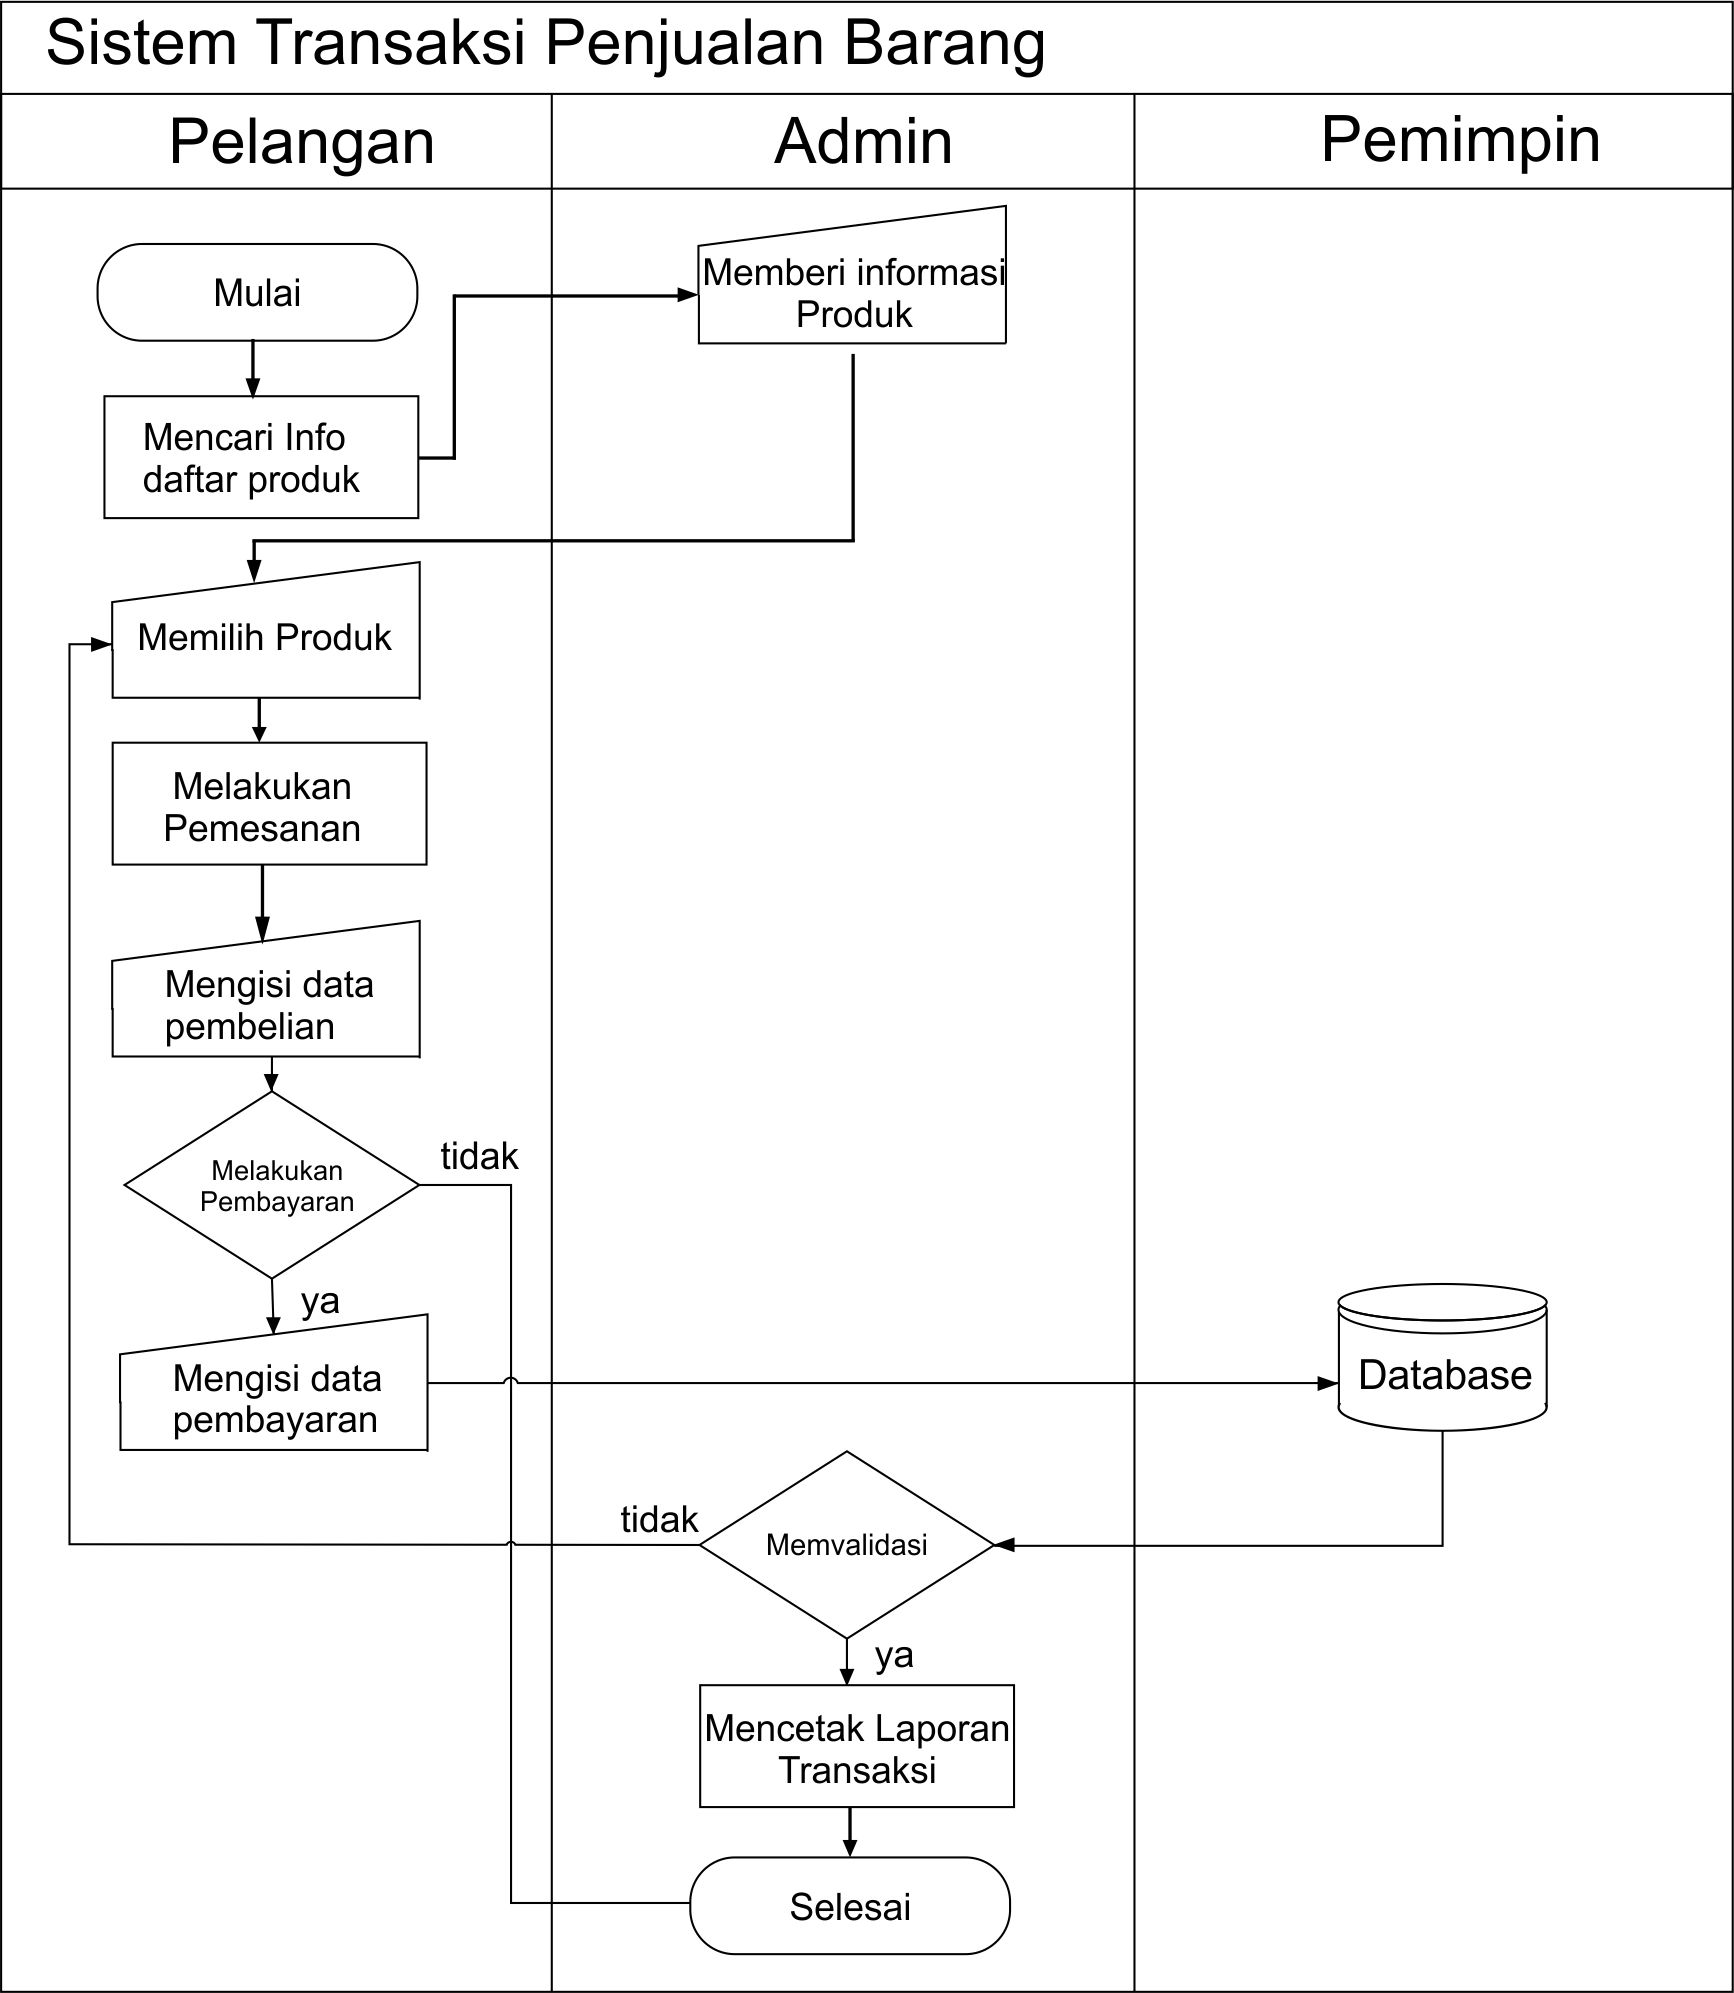 Sistem Transaksi Penjualan Barang
Pelangan
Admin
Pemimpin
Mulai
Memberi informasi
Produk
Mencari Info
daftar produk
Memilih Produk
Melakukan
Pemesanan
Mengisi data
pembelian
Melakukan
Pembayaran
tidak
ya
Mengisi data
pembayaran
Database
tidak
Memvalidasi
ya
Mencetak Laporan
Transaksi
Selesai